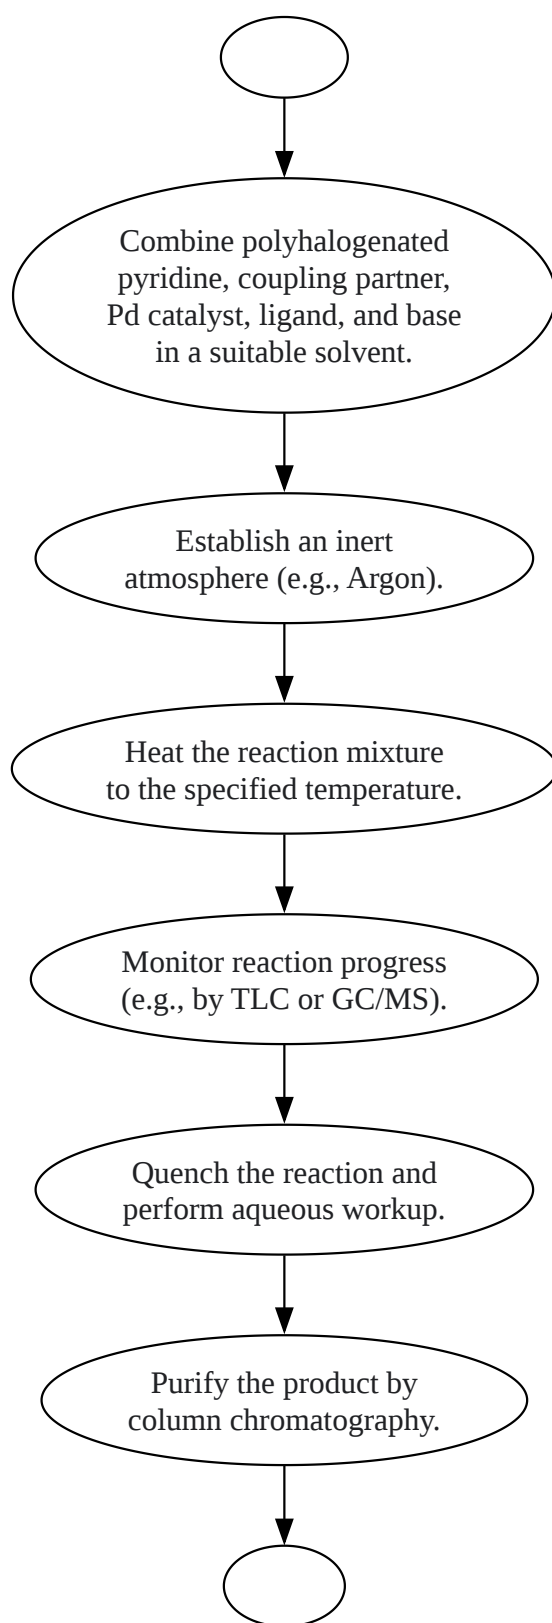 Combine polyhalogenated
pyridine, coupling partner,
Pd catalyst, ligand, and base
in a suitable solvent.
Establish an inert
atmosphere (e.g., Argon).
Heat the reaction mixture
to the specified temperature.
Monitor reaction progress
(e.g., by TLC or GC/MS).
Quench the reaction and
perform aqueous workup.
Purify the product by
column chromatography.